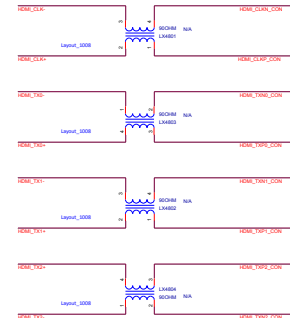 HDMI_CLK- HDMI_CLKN_CON
3 4
90OHM N/A
LX4801
Layout_1008
2 1
HDMI_CLK+ HDMI_CLKP_CON
HDMI_TX0- HDMI_TXN0_CON
1 2
90OHM N/A
LX4803
Layout_1008
4 3
HDMI_TX0+ HDMI_TXP0_CON
HDMI_TX1- HDMI_TXN1_CON
3 4
90OHM N/A
LX4802
Layout_1008
2 1
HDMI_TX1+ HDMI_TXP1_CON
HDMI_TX2+ HDMI_TXP2_CON
4 3
LX4804
90OHM N/A
Layout_1008
1 2
HDMI_TX2- HDMI_TXN2_CON